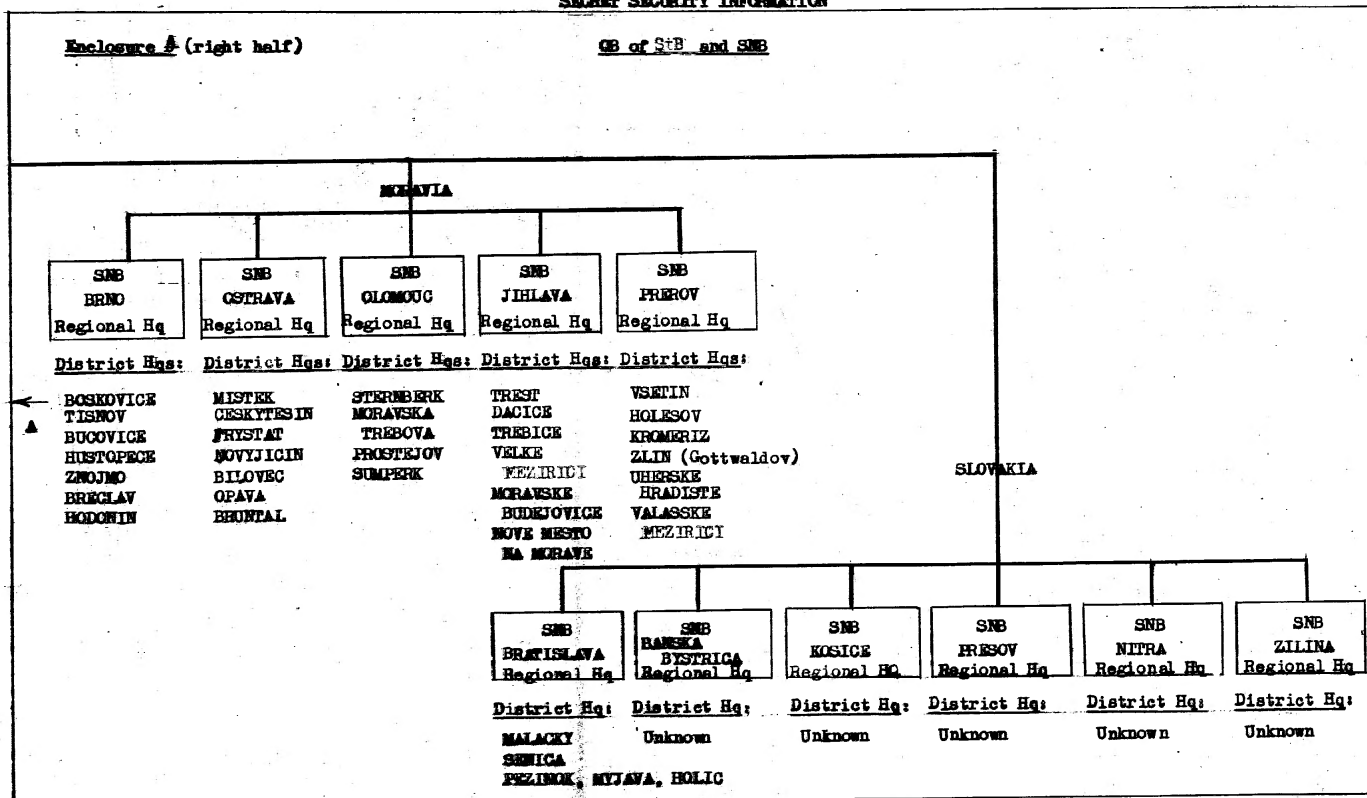 SECRET SECURITY INFORMATION
Enclosure A (right half)
OB of StB and SNB
MORAVIA
SNB
BRNO
Regional Hq
District Hqs:
BOSKOVICE
TISNOV
BUCOVICE
HUSTOPECE
ZNOJMO
BRECLAV
HODONIN
SNB
OSTRAVA
Regional Hq
District Hqs:
MISTEK
CESKYTESIN
FRYSTAT
NOVYJICIN
BILOVEC
OPAVA
BRUNTAL
SNB
OLOMOUC
Regional Hq
District Hqs:
STERNBERK
MORAVSKA
TREBOVA
PROSTEJOV
SUMPERK
SNB
JIHLAVA
Regional Hq
District Hqs:
TREST
DACICE
TREBICE
VELKE
MEZIRICI
MORAVSKE
BUDEJOVICE
NOVE MESTO
NA MORAVE
SNB
PREROV
Regional Hq
District Hqs:
VSETIN
HOLESOV
KROMERIZ
ZLIN (Gottwaldov)
UHERSKE
HRADISTE
VALASSKE
MEZIRICI
A
SLOVAKIA
SNB
BRATISLAVA
Regional Hq
District Hq:
MALACKY
SENICA
PEZINOK, MYJAVA, HOLIC
SNB
BANSKA
BYSTRICA
Regional Hq
District Hq:
Unknown
SNB
KOSICE
Regional HQ
District Hq:
Unknown
SNB
PRESOV
Regional Hq
District Hq:
Unknown
SNB
NITRA
Regional Hq
District Hq:
Unknown
SNB
ZILINA
Regional Hq
District Hq:
Unknown